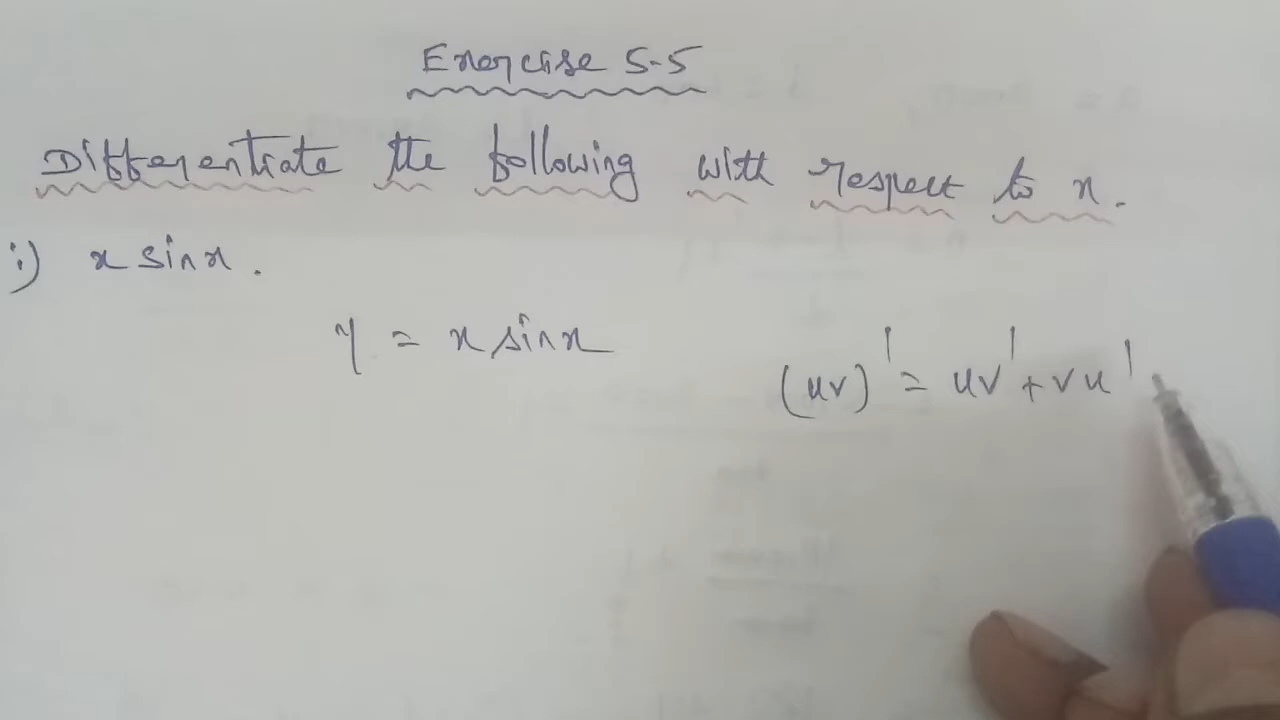 Exercise 5.5
Differentiate the following with respect to x.
i) x sin x.
y = x sin x
(uv)' = uv' + vu'